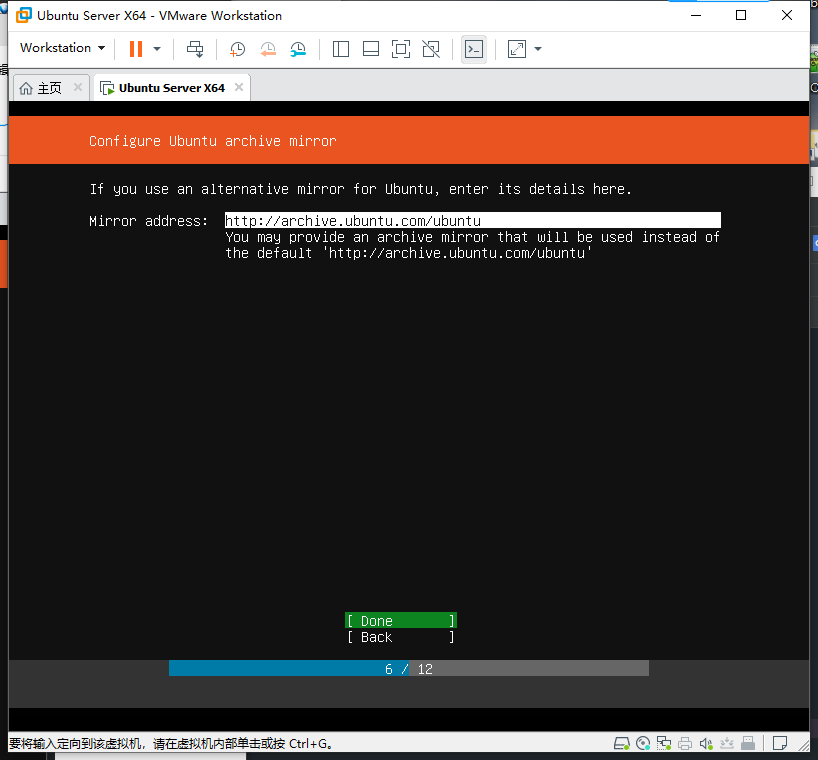 Ubuntu Server X64 - VMware Workstation
Workstation
主页
Ubuntu Server X64
Configure Ubuntu archive mirror
If you use an alternative mirror for Ubuntu, enter its details here.
Mirror address: http://archive.ubuntu.com/ubuntu
You may provide an archive mirror that will be used instead of
the default 'http://archive.ubuntu.com/ubuntu'
[ Done ]
[ Back ]
6 / 12
要将输入定向到该虚拟机，请在虚拟机内部单击或按 Ctrl+G。